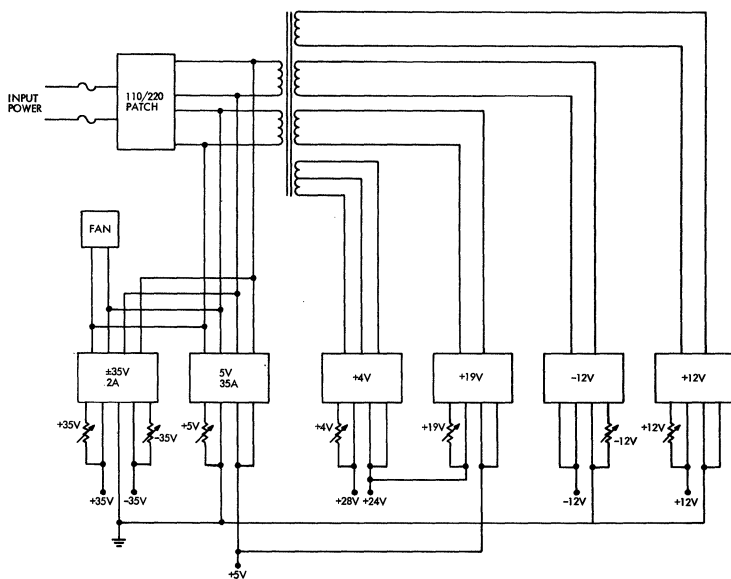 INPUT
POWER
110/220
PATCH
FAN
±35V
2A
5V
35A
+4V
+19V
–12V
+12V
+35V
–35V
+5V
+4V
+19V
–12V
+12V
+35V
–35V
+28V
+24V
–12V
+12V
+5V